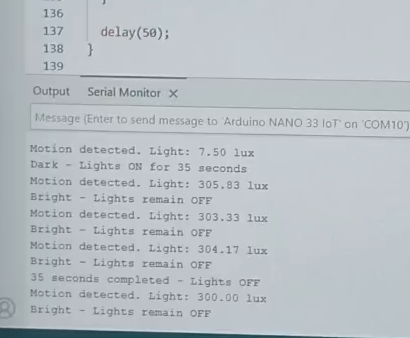 136
137 delay(50);
138 }
139
Output Serial Monitor X
Message (Enter to send message to 'Arduino NANO 33 IoT' on 'COM10')
Motion detected. Light: 7.50 lux
Dark - Lights ON for 35 seconds
Motion detected. Light: 305.83 lux
Bright - Lights remain OFF
Motion detected. Light: 303.33 lux
Bright - Lights remain OFF
Motion detected. Light: 304.17 lux
Bright - Lights remain OFF
35 seconds completed - Lights OFF
Motion detected. Light: 300.00 lux
Bright - Lights remain OFF